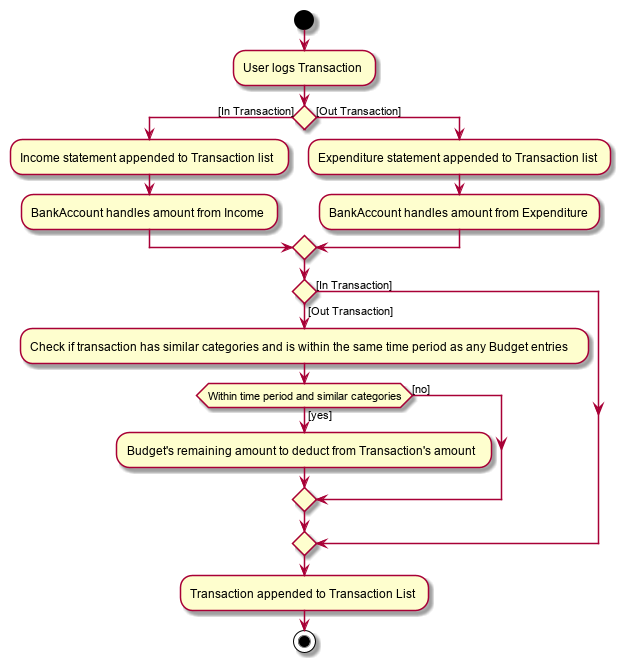 User logs Transaction
[In Transaction]
[Out Transaction]
Income statement appended to Transaction list
Expenditure statement appended to Transaction list
BankAccount handles amount from Income
BankAccount handles amount from Expenditure
[In Transaction]
[Out Transaction]
Check if transaction has similar categories and is within the same time period as any Budget entries
Within time period and similar categories
[no]
[yes]
Budget's remaining amount to deduct from Transaction's amount
Transaction appended to Transaction List